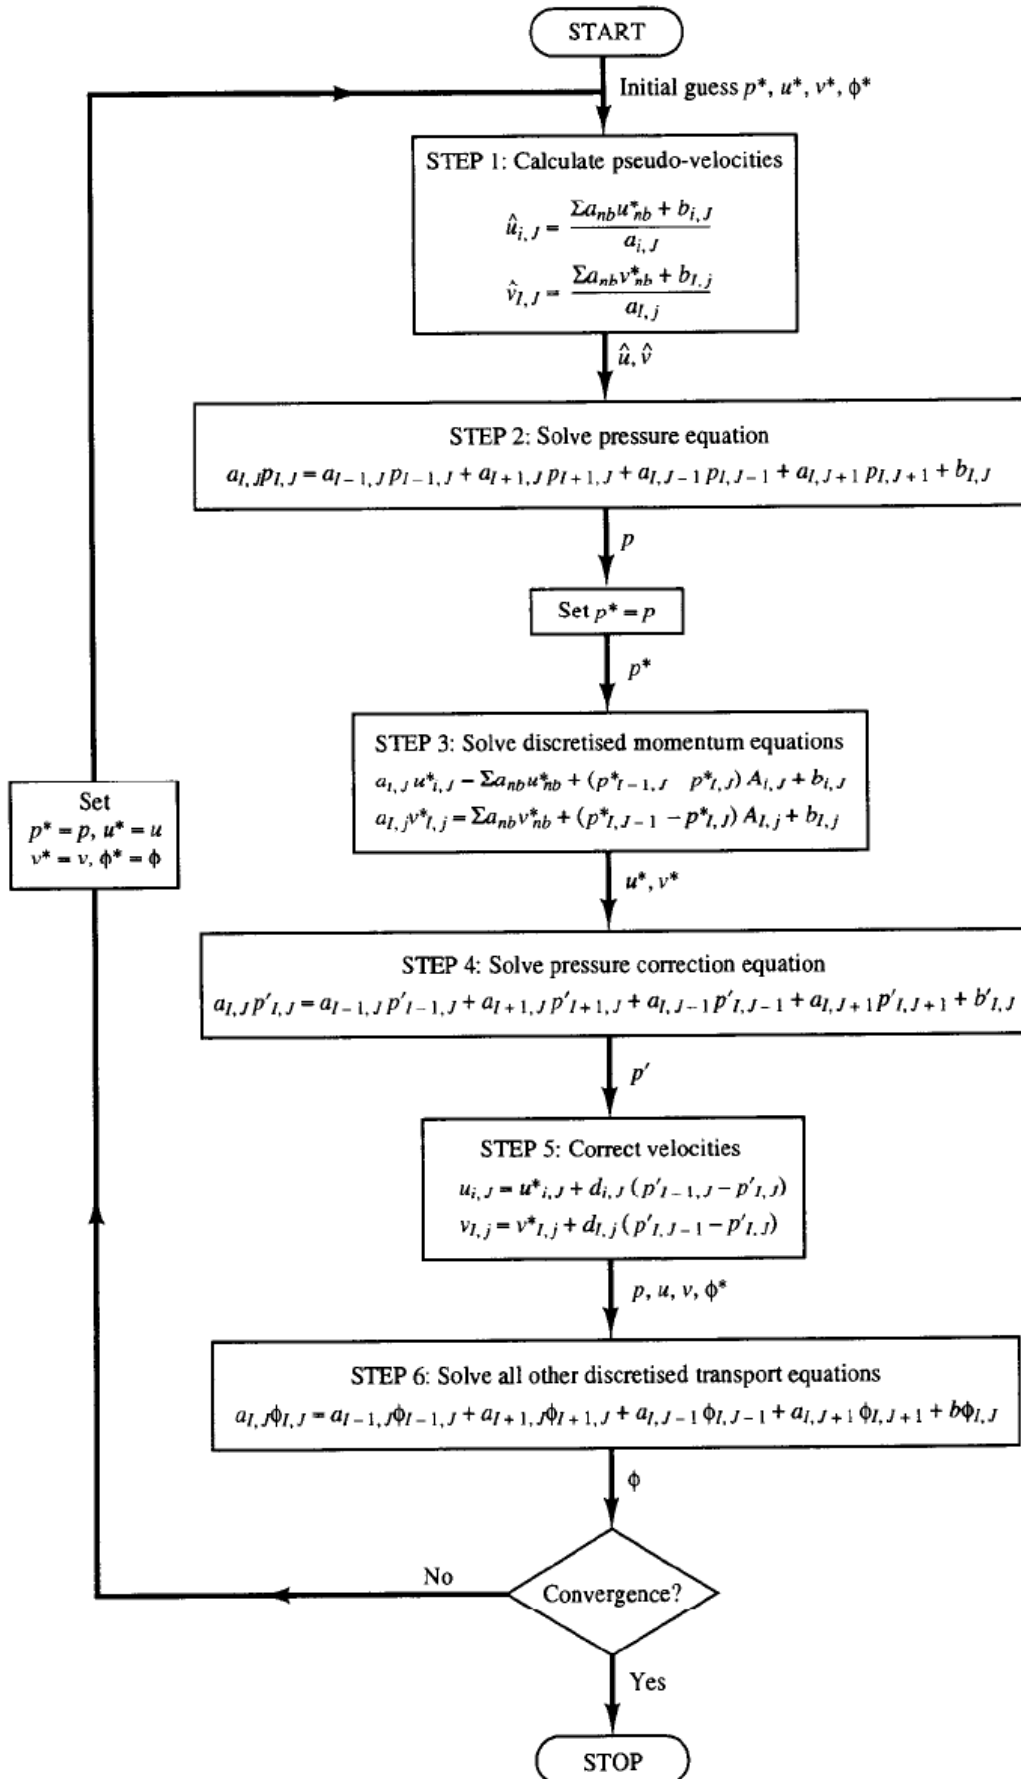 START
Initial guess p*, u*, v*, ϕ*
STEP 1: Calculate pseudo-velocities
û_{i,J} = (Σa_{nb}u*_{nb} + b_{i,J}) / a_{i,J}
v̂_{I,J} = (Σa_{nb}v*_{nb} + b_{I,j}) / a_{I,j}
û, v̂
STEP 2: Solve pressure equation
a_{I,J}p_{I,J} = a_{I−1,J}p_{I−1,J} + a_{I+1,J}p_{I+1,J} + a_{I,J−1}p_{I,J−1} + a_{I,J+1}p_{I,J+1} + b_{I,J}
p
Set p* = p
p*
STEP 3: Solve discretised momentum equations
a_{i,J}u*_{i,J} − Σa_{nb}u*_{nb} + (p*_{I−1,J} p*_{I,J}) A_{i,J} + b_{i,J}
a_{I,j}v*_{I,j} = Σa_{nb}v*_{nb} + (p*_{I,J−1} − p*_{I,J}) A_{I,j} + b_{I,j}
Set
p* = p, u* = u
v* = v, ϕ* = ϕ
u*, v*
STEP 4: Solve pressure correction equation
a_{I,J}p′_{I,J} = a_{I−1,J}p′_{I−1,J} + a_{I+1,J}p′_{I+1,J} + a_{I,J−1}p′_{I,J−1} + a_{I,J+1}p′_{I,J+1} + b′_{I,J}
p′
STEP 5: Correct velocities
u_{i,J} = u*_{i,J} + d_{i,J}(p′_{I−1,J} − p′_{I,J})
v_{I,j} = v*_{I,j} + d_{I,j}(p′_{I,J−1} − p′_{I,J})
p, u, v, ϕ*
STEP 6: Solve all other discretised transport equations
a_{I,J}ϕ_{I,J} = a_{I−1,J}ϕ_{I−1,J} + a_{I+1,J}ϕ_{I+1,J} + a_{I,J−1}ϕ_{I,J−1} + a_{I,J+1}ϕ_{I,J+1} + bϕ_{I,J}
ϕ
No
Convergence?
Yes
STOP